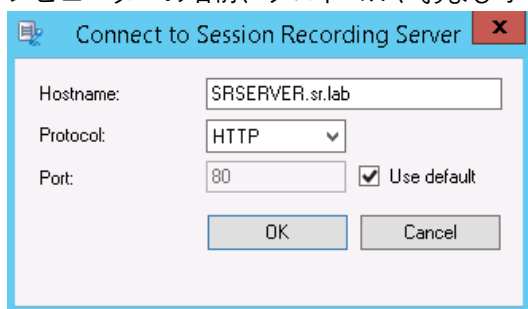 Connect to Session Recording Server
Hostname: SRSERVER.sr.lab
Protocol: HTTP
Port: 80 Use default
OK Cancel